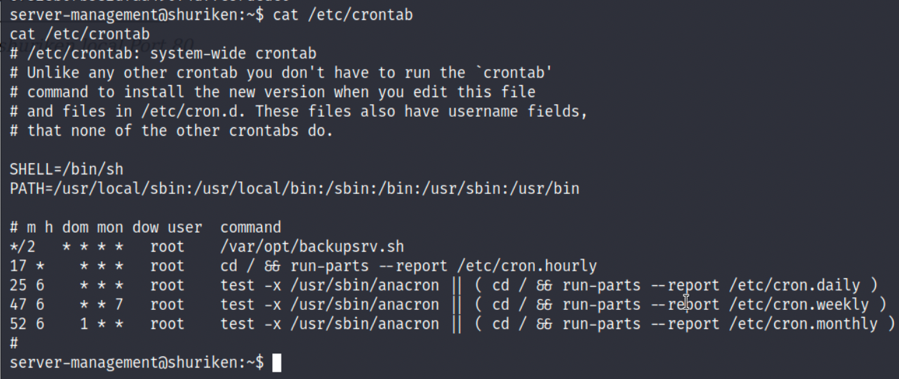 server-management@shuriken:~$ cat /etc/crontab
cat /etc/crontab
# /etc/crontab: system-wide crontab
# Unlike any other crontab you don't have to run the `crontab'
# command to install the new version when you edit this file
# and files in /etc/cron.d. These files also have username fields,
# that none of the other crontabs do.
SHELL=/bin/sh
PATH=/usr/local/sbin:/usr/local/bin:/sbin:/bin:/usr/sbin:/usr/bin
# m h dom mon dow user  command
*/2   * * * *   root    /var/opt/backupsrv.sh
17 *    * * *   root    cd / && run-parts --report /etc/cron.hourly
25 6    * * *   root    test -x /usr/sbin/anacron || ( cd / && run-parts --report /etc/cron.daily )
47 6    * * 7   root    test -x /usr/sbin/anacron || ( cd / && run-parts --report /etc/cron.weekly )
52 6    1 * *   root    test -x /usr/sbin/anacron || ( cd / && run-parts --report /etc/cron.monthly )
#
server-management@shuriken:~$